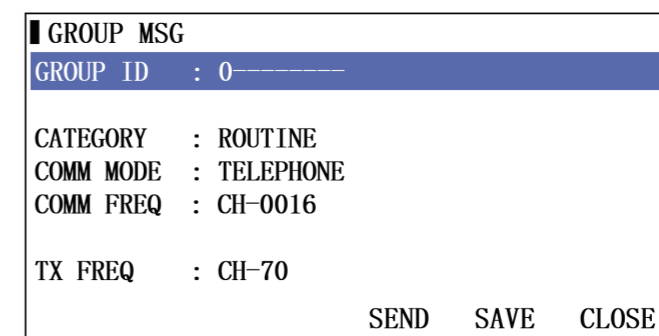 GROUP MSG
GROUP ID : 0--------
CATEGORY : ROUTINE
COMM MODE : TELEPHONE
COMM FREQ : CH-0016
TX FREQ : CH-70
SEND SAVE CLOSE